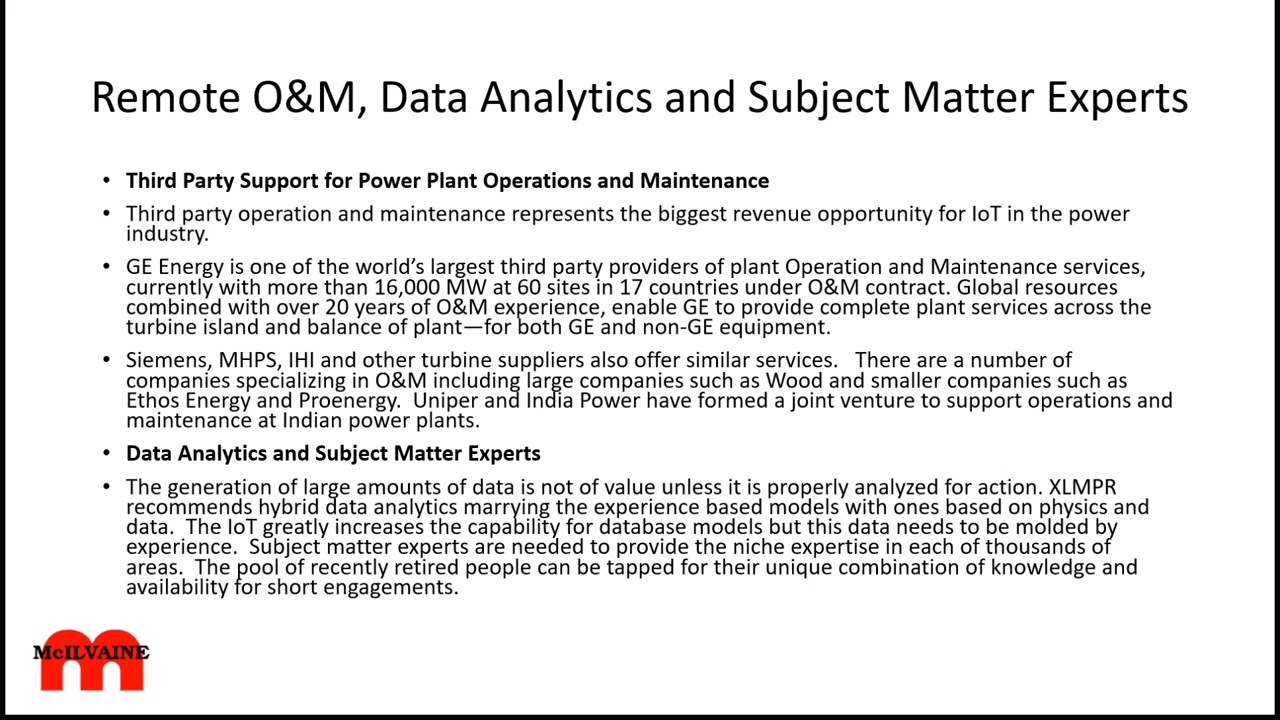 Remote O&M, Data Analytics and Subject Matter Experts
• Third Party Support for Power Plant Operations and Maintenance
• Third party operation and maintenance represents the biggest revenue opportunity for IoT in the power
industry.
• GE Energy is one of the world’s largest third party providers of plant Operation and Maintenance services,
currently with more than 16,000 MW at 60 sites in 17 countries under O&M contract. Global resources
combined with over 20 years of O&M experience, enable GE to provide complete plant services across the
turbine island and balance of plant—for both GE and non-GE equipment.
• Siemens, MHPS, IHI and other turbine suppliers also offer similar services.   There are a number of
companies specializing in O&M including large companies such as Wood and smaller companies such as
Ethos Energy and Proenergy.  Uniper and India Power have formed a joint venture to support operations and
maintenance at Indian power plants.
• Data Analytics and Subject Matter Experts
• The generation of large amounts of data is not of value unless it is properly analyzed for action. XLMPR
recommends hybrid data analytics marrying the experience based models with ones based on physics and
data.  The IoT greatly increases the capability for database models but this data needs to be molded by
experience.  Subject matter experts are needed to provide the niche expertise in each of thousands of
areas.  The pool of recently retired people can be tapped for their unique combination of knowledge and
availability for short engagements.
McILVAINE